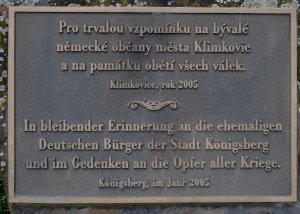 Pro trvalou vzpomínku na bývalé
německé občany města Klimkovic
a na památku obětí všech válek.
Klimkovice, rok 2005
In bleibender Erinnerung an die ehemaligen
Deutschen Bürger der Stadt Königsberg
und im Gedenken an die Opfer aller Kriege.
Königsberg, im Jahr 2005